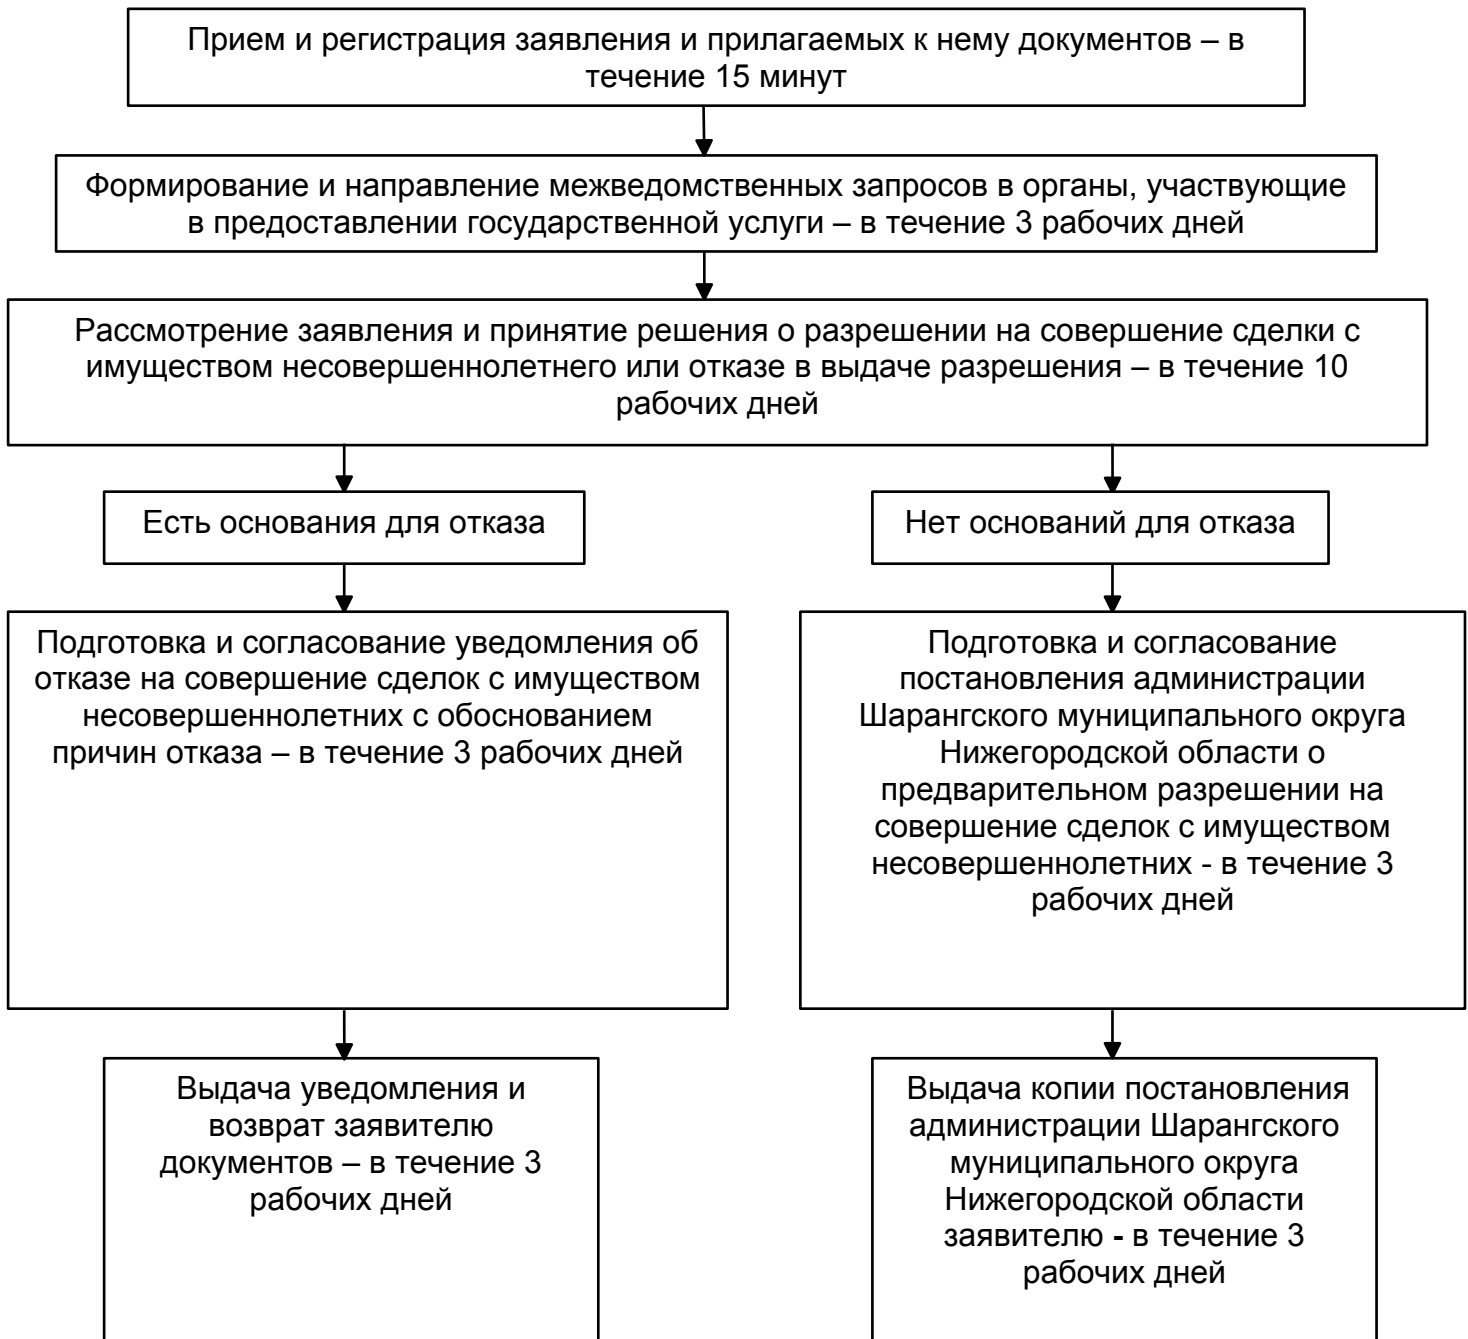 Прием и регистрация заявления и прилагаемых к нему документов – в
течение 15 минут
Формирование и направление межведомственных запросов в органы, участвующие
в предоставлении государственной услуги – в течение 3 рабочих дней
Рассмотрение заявления и принятие решения о разрешении на совершение сделки с
имуществом несовершеннолетнего или отказе в выдаче разрешения – в течение 10
рабочих дней
Есть основания для отказа
Нет оснований для отказа
Подготовка и согласование уведомления об
отказе на совершение сделок с имуществом
несовершеннолетних с обоснованием
причин отказа – в течение 3 рабочих дней
Подготовка и согласование
постановления администрации
Шарангского муниципального округа
Нижегородской области о
предварительном разрешении на
совершение сделок с имуществом
несовершеннолетних - в течение 3
рабочих дней
Выдача уведомления и
возврат заявителю
документов – в течение 3
рабочих дней
Выдача копии постановления
администрации Шарангского
муниципального округа
Нижегородской области
заявителю - в течение 3
рабочих дней